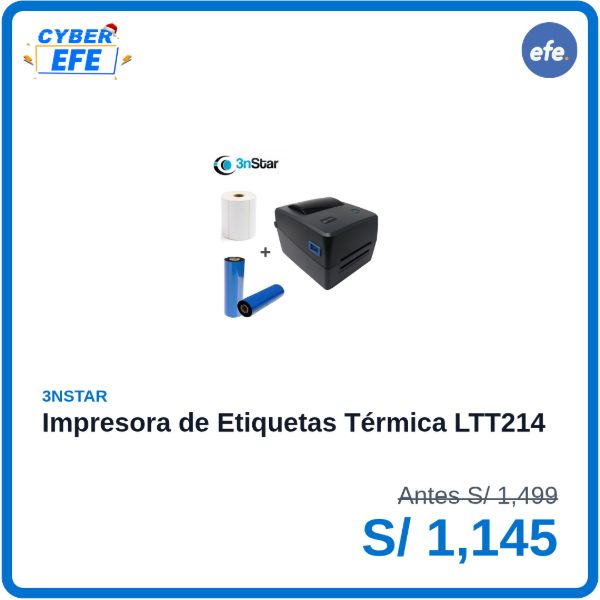 CYBER
EFE
efe.
3nStar
+
3NSTAR
Impresora de Etiquetas Térmica LTT214
Antes S/ 1,499
S/ 1,145